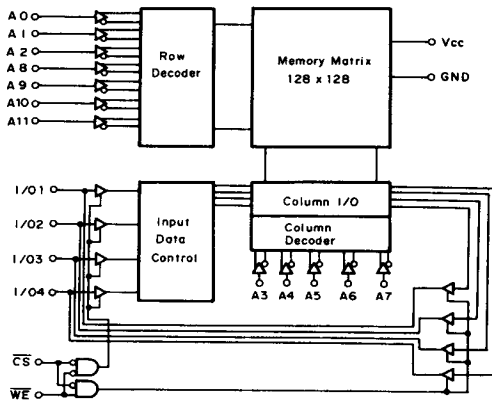 A0
A1
A2
A8
A9
A10
A11
Row
Decoder
Memory Matrix
128 x 128
Vcc
GND
I/O1
I/O2
I/O3
I/O4
Input
Data
Control
Column I/O
Column
Decoder
A3 A4 A5 A6 A7
CS
WE